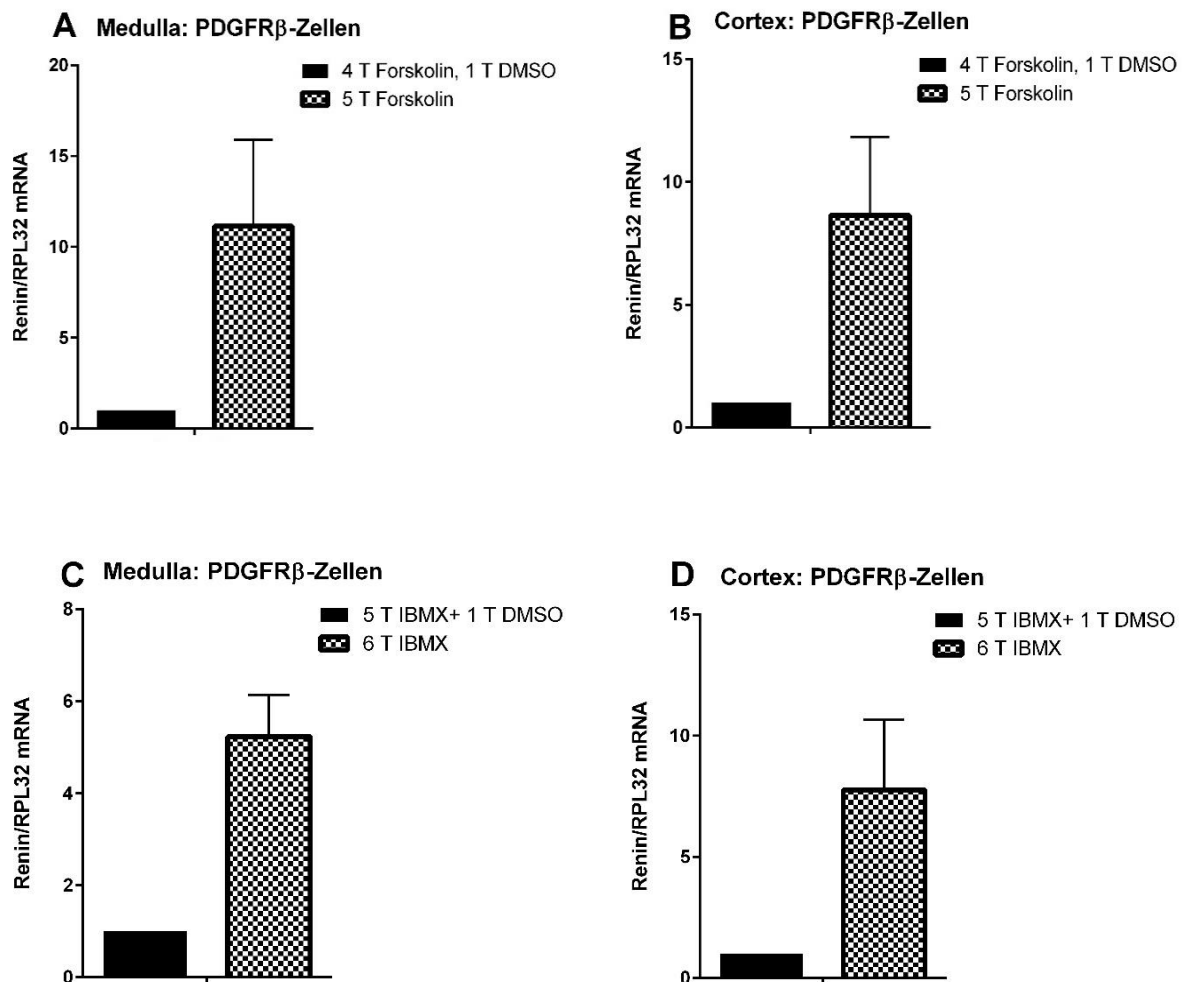 A Medulla: PDGFRβ-Zellen
4 T Forskolin, 1 T DMSO
5 T Forskolin
Renin/RPL32 mRNA
20
15
10
5
0
B Cortex: PDGFRβ-Zellen
4 T Forskolin, 1 T DMSO
5 T Forskolin
Renin/RPL32 mRNA
15
10
5
0
C Medulla: PDGFRβ-Zellen
5 T IBMX+ 1 T DMSO
6 T IBMX
Renin/RPL32 mRNA
8
6
4
2
0
D Cortex: PDGFRβ-Zellen
5 T IBMX+ 1 T DMSO
6 T IBMX
Renin/RPL32 mRNA
15
10
5
0